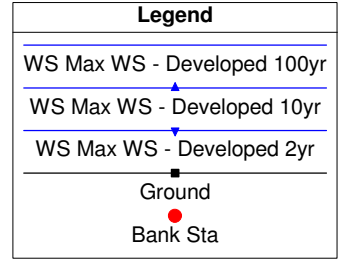 Legend
WS Max WS - Developed 100yr
WS Max WS - Developed 10yr
WS Max WS - Developed 2yr
Ground
Bank Sta